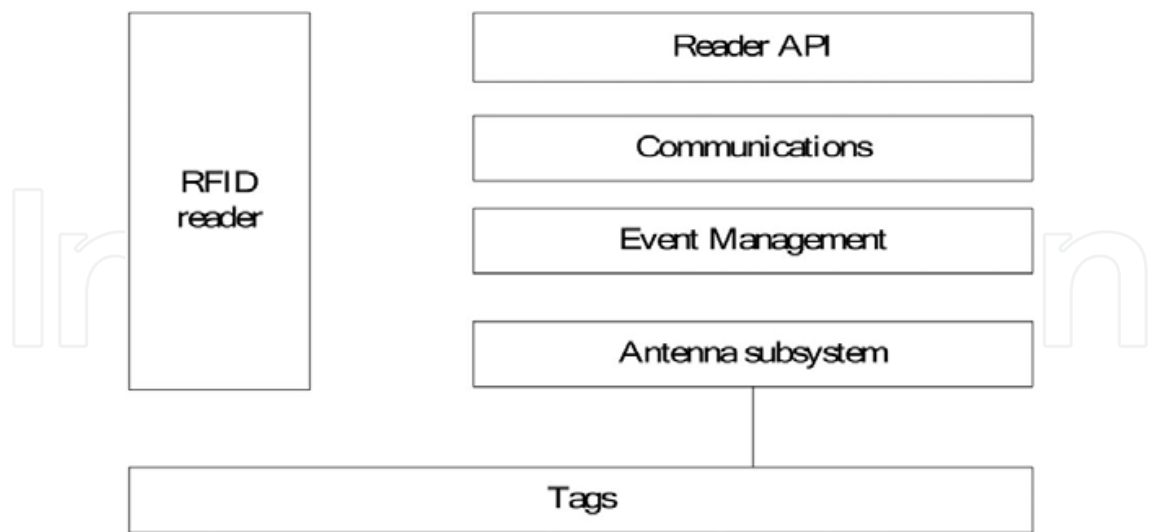 Reader API
Communications
RFID
reader
Event Management
Antenna subsystem
Tags